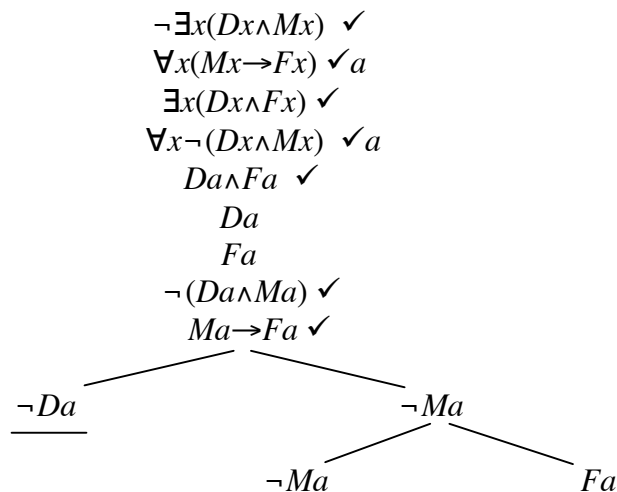 ¬∃x(Dx∧Mx) ✓
∀x(Mx→Fx) ✓a
∃x(Dx∧Fx) ✓
∀x¬(Dx∧Mx) ✓a
Da∧Fa ✓
Da
Fa
¬(Da∧Ma) ✓
Ma→Fa ✓
¬Da ¬Ma
¬Ma Fa